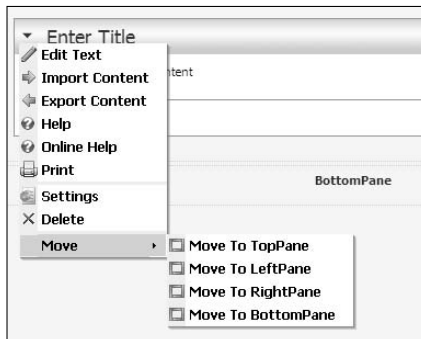 Enter Title
Edit Text
ntent
Import Content
Export Content
Help
Online Help
Print
BottomPane
Settings
Delete
Move
Move To TopPane
Move To LeftPane
Move To RightPane
Move To BottomPane